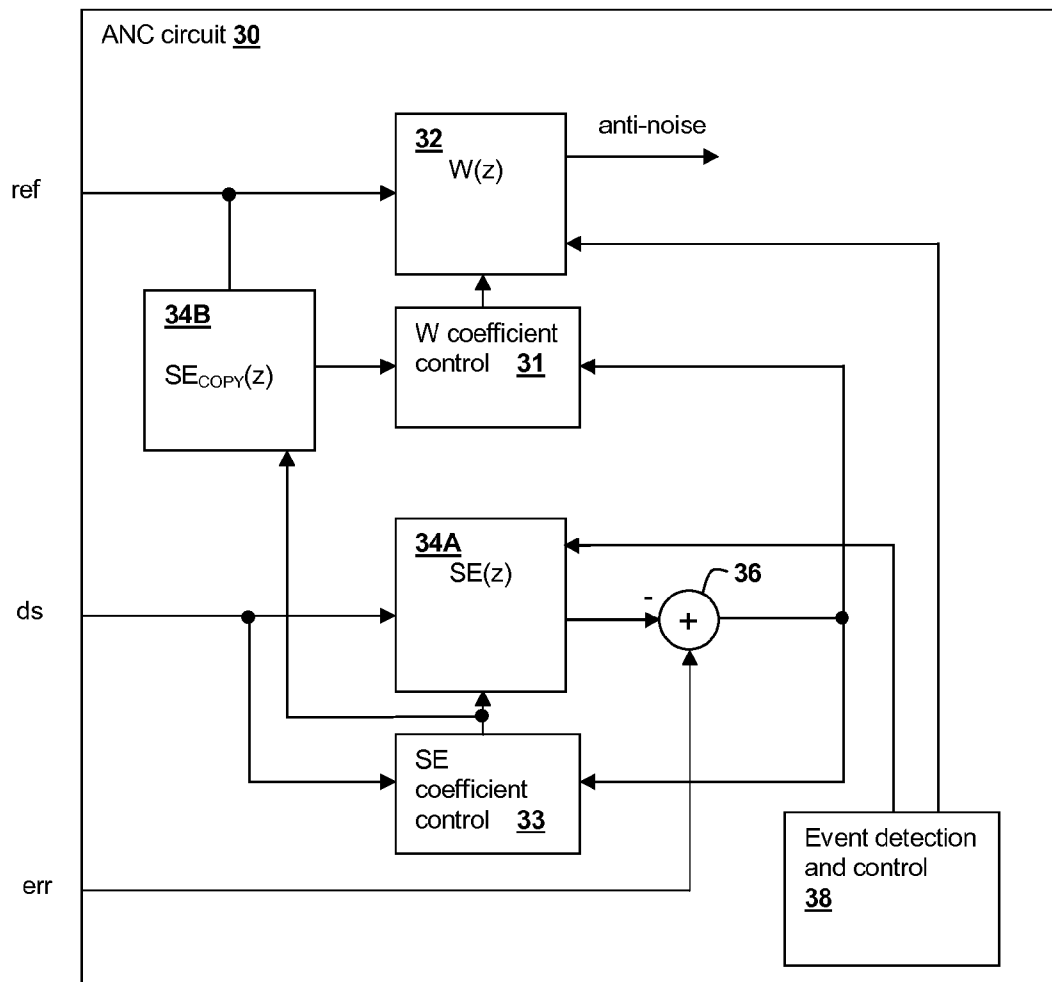 ANC circuit 30
32
W(z)
anti-noise
ref
34B
SECOPY(z)
W coefficient
control 31
34A
SE(z)
-
36
+
ds
SE
coefficient
control 33
Event detection
and control
38
err